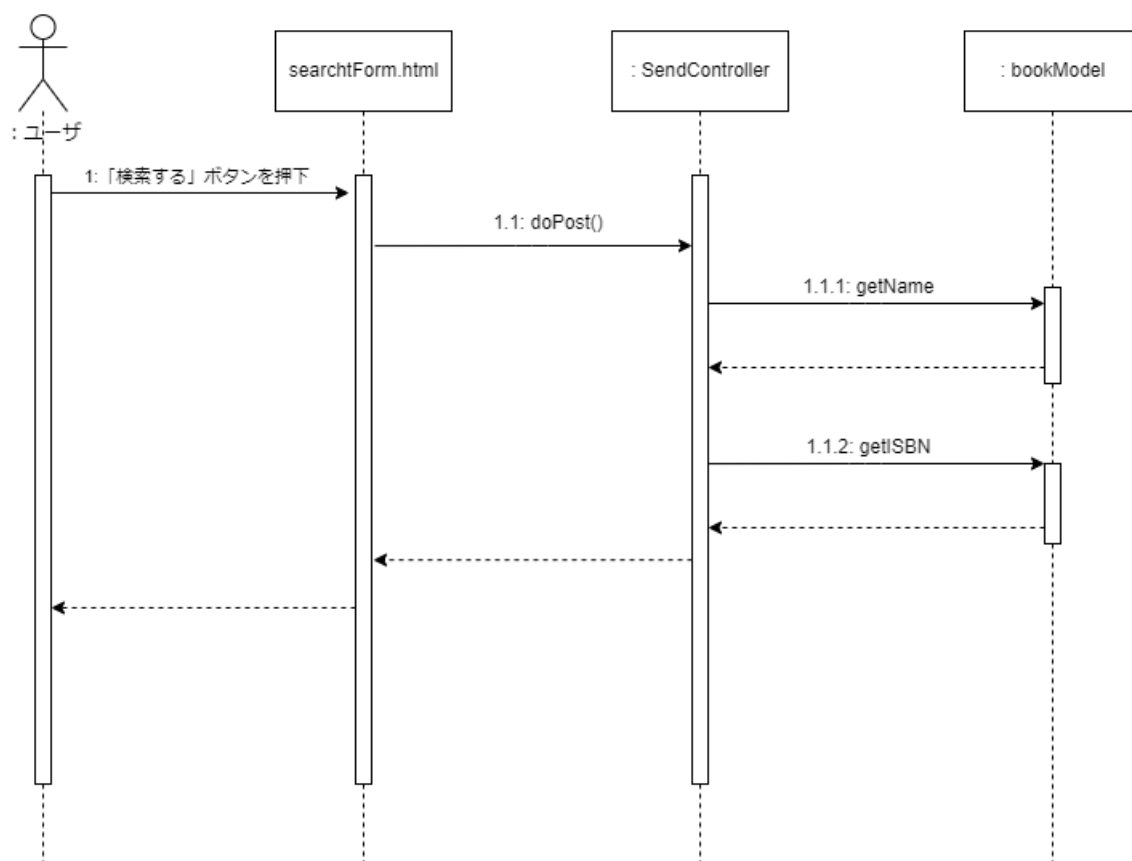 searchtForm.html
: SendController
: bookModel
: ユーザ
1:「検索する」ボタンを押下
1.1: doPost()
1.1.1: getName
1.1.2: getISBN